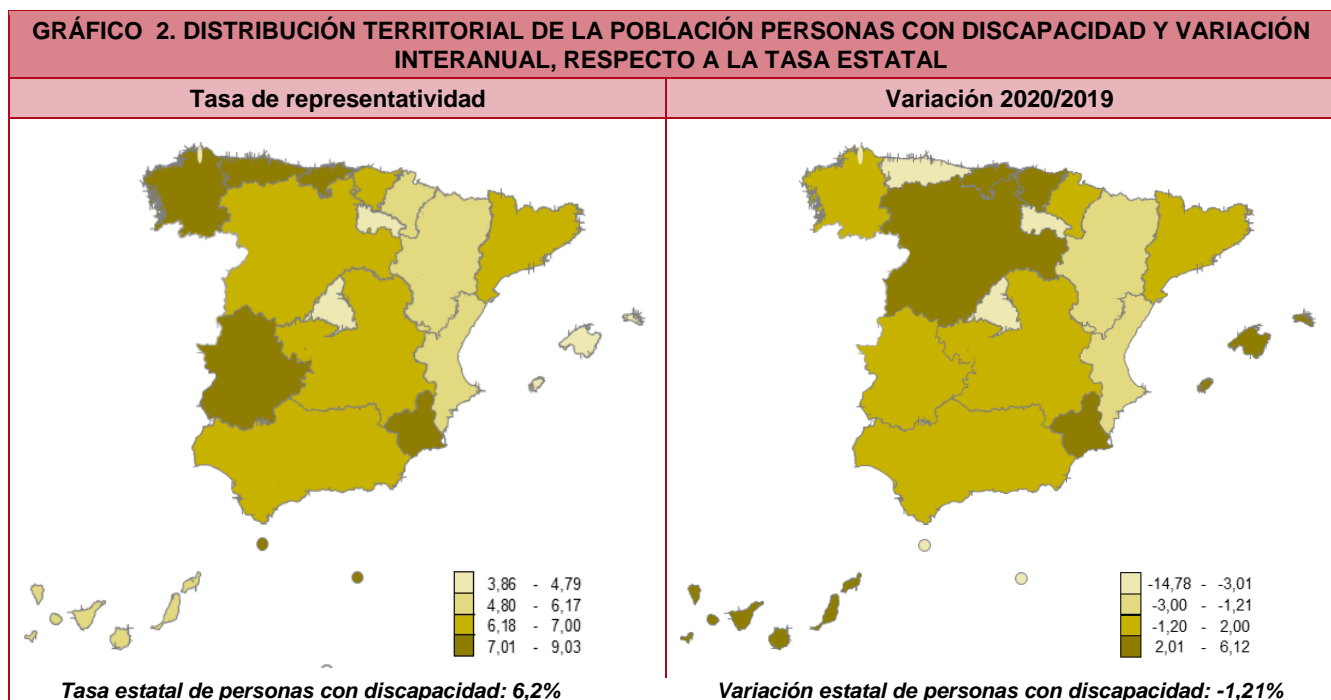 GRÁFICO 2. DISTRIBUCIÓN TERRITORIAL DE LA POBLACIÓN PERSONAS CON DISCAPACIDAD Y VARIACIÓN
INTERANUAL, RESPECTO A LA TASA ESTATAL
Tasa de representatividad
Variación 2020/2019
3,86 - 4,79
4,80 - 6,17
6,18 - 7,00
7,01 - 9,03
-14,78 - -3,01
-3,00 - -1,21
-1,20 - 2,00
2,01 - 6,12
Tasa estatal de personas con discapacidad: 6,2%
Variación estatal de personas con discapacidad: -1,21%